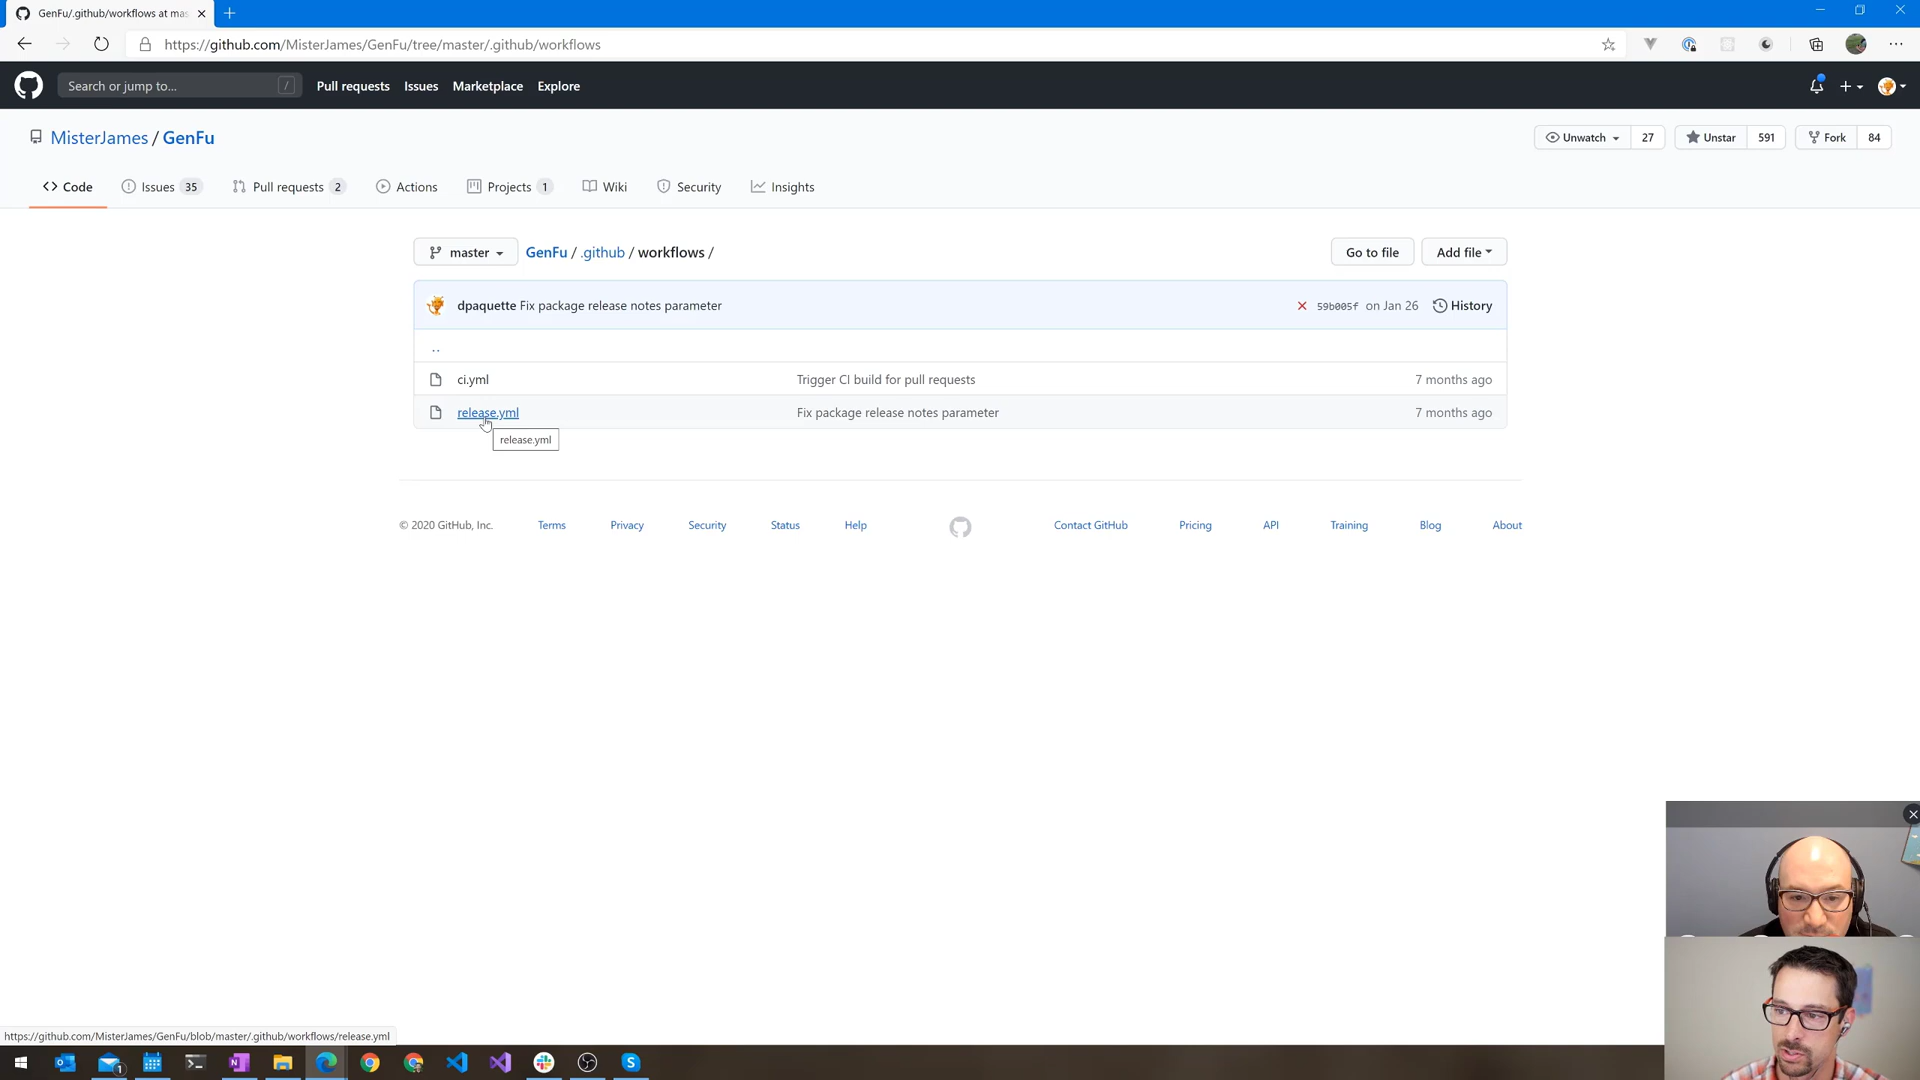 GenFu/.github/workflows at mas
https://github.com/MisterJames/GenFu/tree/master/.github/workflows
Search or jump to... /
Pull requests Issues Marketplace Explore
MisterJames / GenFu
Unwatch 27 Unstar 591 Fork 84
Code Issues 35 Pull requests 2 Actions Projects 1 Wiki Security Insights
master GenFu / .github / workflows / Go to file Add file
dpaquette Fix package release notes parameter 59b005f on Jan 26 History
..
ci.yml Trigger CI build for pull requests 7 months ago
release.yml Fix package release notes parameter 7 months ago
release.yml
© 2020 GitHub, Inc. Terms Privacy Security Status Help Contact GitHub Pricing API Training Blog About
https://github.com/MisterJames/GenFu/blob/master/.github/workflows/release.yml
1